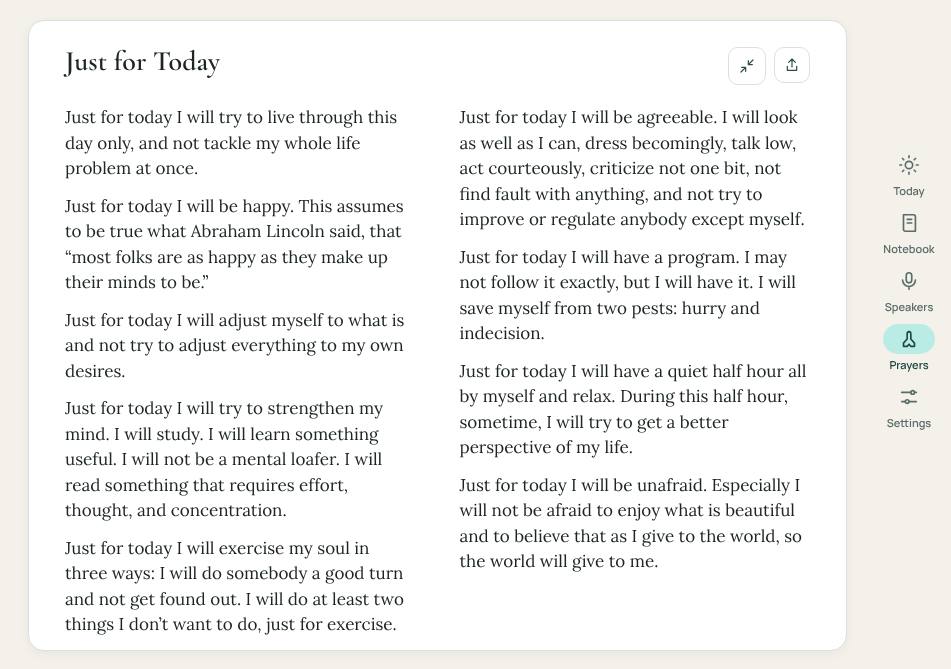 Just for Today
Just for today I will try to live through this
day only, and not tackle my whole life
problem at once.
Just for today I will be happy. This assumes
to be true what Abraham Lincoln said, that
“most folks are as happy as they make up
their minds to be.”
Just for today I will adjust myself to what is
and not try to adjust everything to my own
desires.
Just for today I will try to strengthen my
mind. I will study. I will learn something
useful. I will not be a mental loafer. I will
read something that requires effort,
thought, and concentration.
Just for today I will exercise my soul in
three ways: I will do somebody a good turn
and not get found out. I will do at least two
things I don’t want to do, just for exercise.
Just for today I will be agreeable. I will look
as well as I can, dress becomingly, talk low,
act courteously, criticize not one bit, not
find fault with anything, and not try to
improve or regulate anybody except myself.
Just for today I will have a program. I may
not follow it exactly, but I will have it. I will
save myself from two pests: hurry and
indecision.
Just for today I will have a quiet half hour all
by myself and relax. During this half hour,
sometime, I will try to get a better
perspective of my life.
Just for today I will be unafraid. Especially I
will not be afraid to enjoy what is beautiful
and to believe that as I give to the world, so
the world will give to me.
Today
Notebook
Speakers
Prayers
Settings